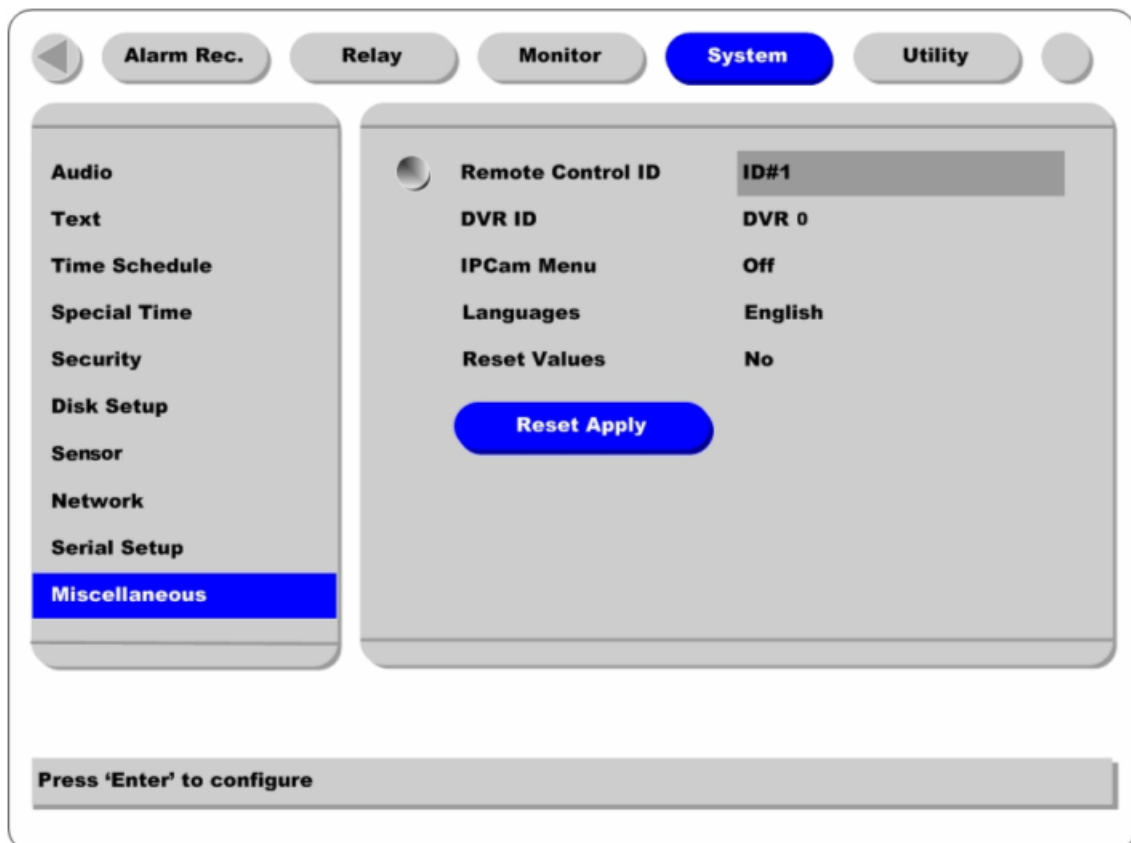 Alarm Rec. Relay Monitor System Utility
Audio
Text
Time Schedule
Special Time
Security
Disk Setup
Sensor
Network
Serial Setup
Miscellaneous
Remote Control ID ID#1
DVR ID DVR 0
IPCam Menu Off
Languages English
Reset Values No
Reset Apply
Press ‘Enter’ to configure